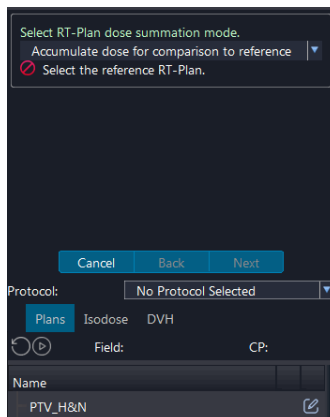 Select RT-Plan dose summation mode.
Accumulate dose for comparison to reference
Select the reference RT-Plan.
Cancel Back Next
Protocol: No Protocol Selected
Plans Isodose DVH
Field: CP:
Name
PTV_H&N